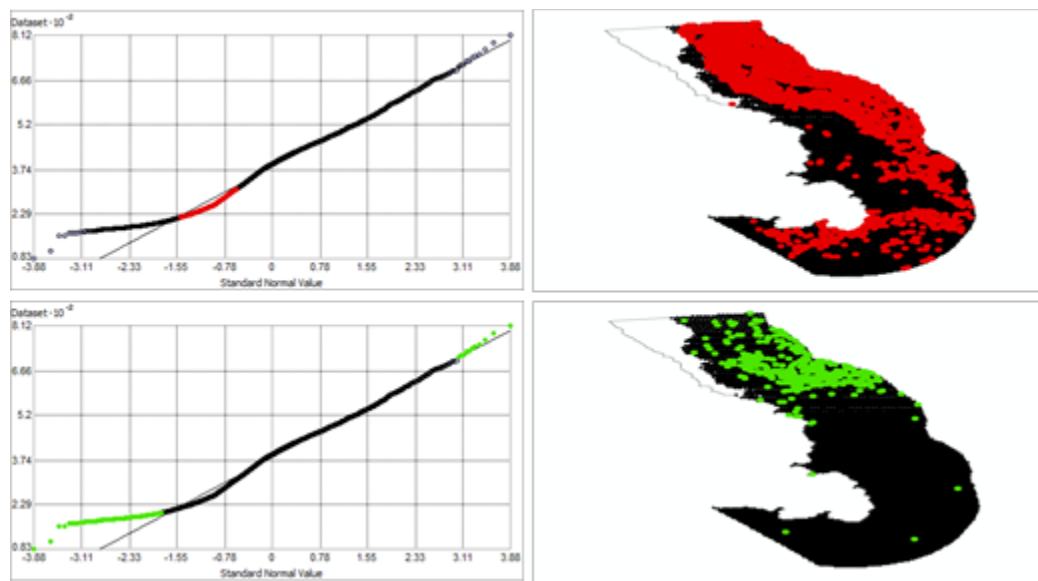 Dataset · 10⁻²
8.12
6.66
5.2
3.74
2.29
0.83
-3.88 -3.11 -2.33 -1.55 -0.78 0 0.78 1.55 2.33 3.11 3.88
Standard Normal Value
Dataset · 10⁻²
8.12
6.66
5.2
3.74
2.29
0.83
-3.88 -3.11 -2.33 -1.55 -0.78 0 0.78 1.55 2.33 3.11 3.88
Standard Normal Value